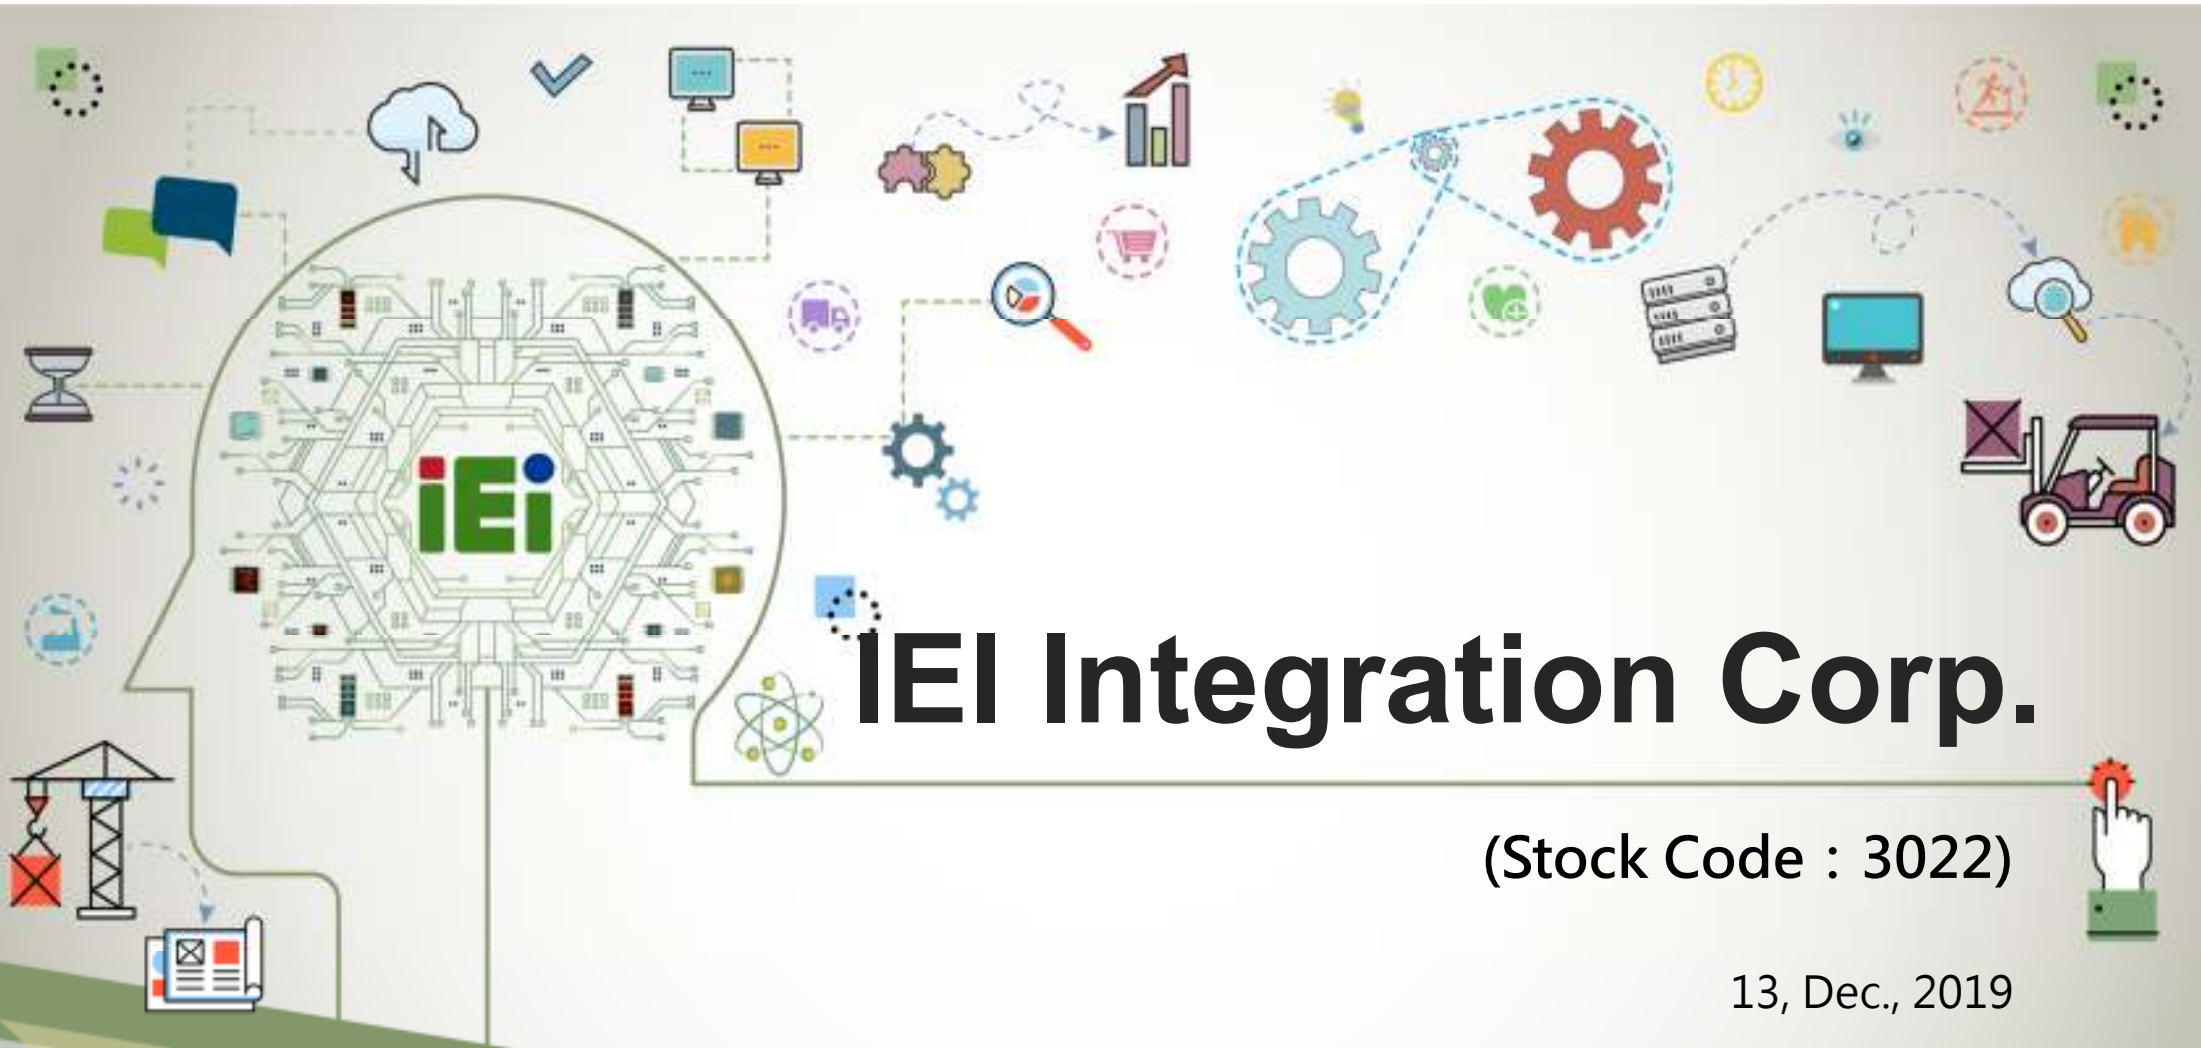 iEi
IEI Integration Corp.
(Stock Code：3022)
13, Dec., 2019